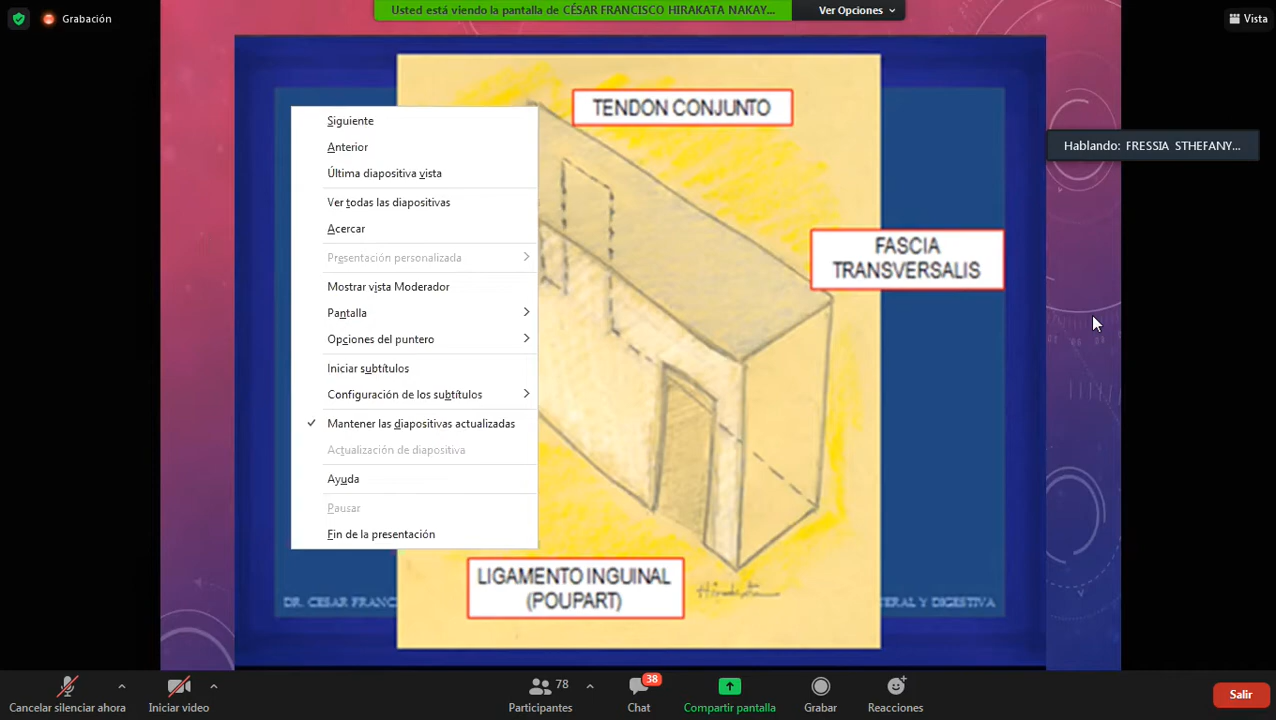 Grabación
Usted está viendo la pantalla de CÉSAR FRANCISCO HIRAKATA NAKAY...
Ver Opciones
Vista
TENDON CONJUNTO
Hablando: FRESSIA STHEFANY...
Siguiente
Anterior
Última diapositiva vista
Ver todas las diapositivas
Acercar
Presentación personalizada
Mostrar vista Moderador
Pantalla
Opciones del puntero
Iniciar subtítulos
Configuración de los subtítulos
Mantener las diapositivas actualizadas
Actualización de diapositiva
Ayuda
Pausar
Fin de la presentación
FASCIA
TRANSVERSALIS
LIGAMENTO INGUINAL
(POUPART)
Hirakata
DR. CESAR FRANC
ERAL Y DIGESTIVA
Cancelar silenciar ahora
Iniciar video
78
Participantes
38
Chat
Compartir pantalla
Grabar
Reacciones
Salir